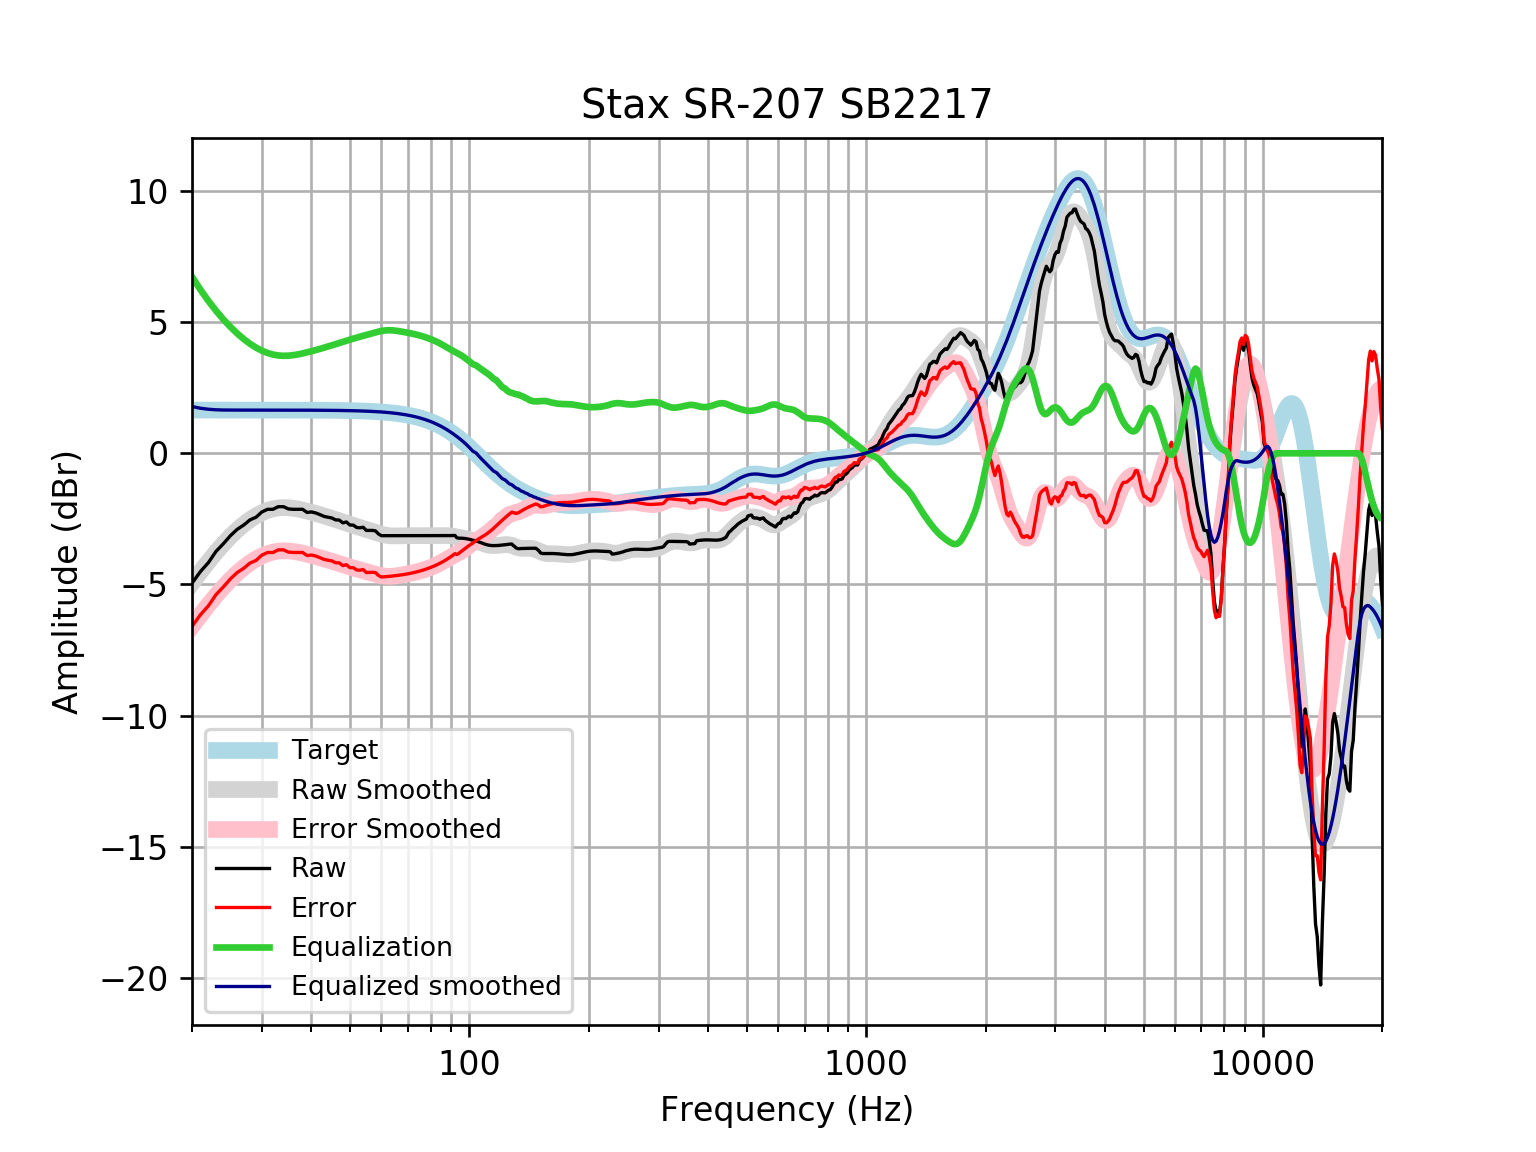 Stax SR-207 SB2217
10
5
0
−5
−10
−15
−20
Amplitude (dBr)
Target
Raw Smoothed
Error Smoothed
Raw
Error
Equalization
Equalized smoothed
100
1000
10000
Frequency (Hz)